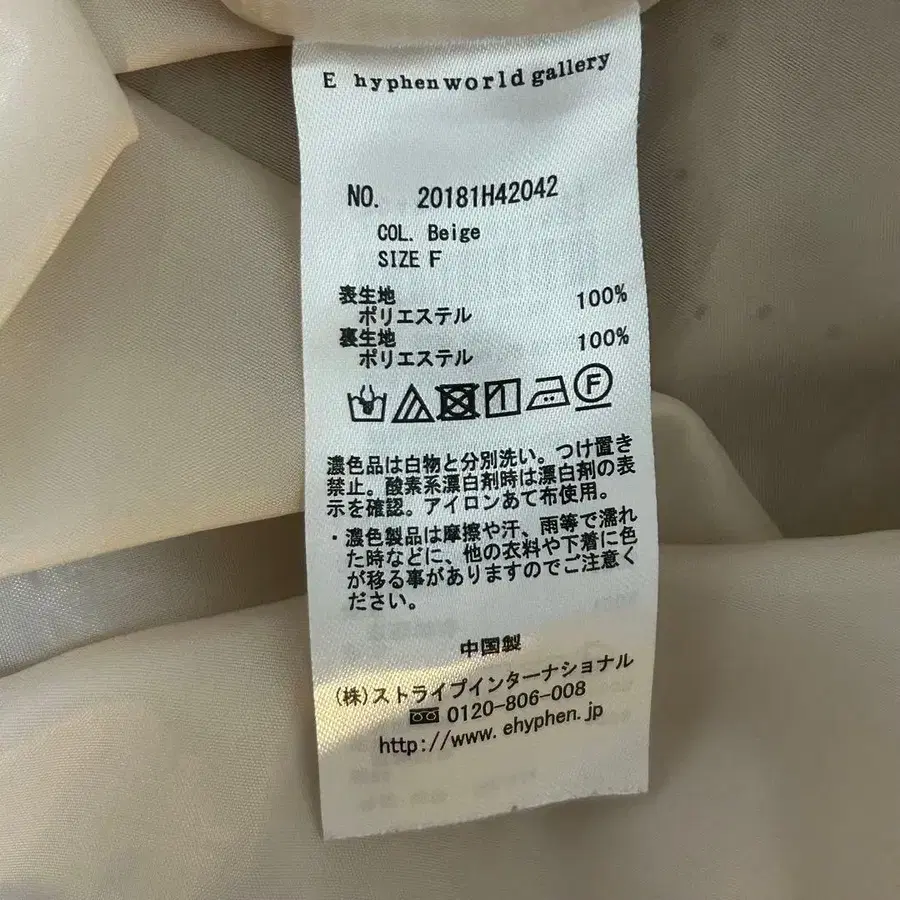 E hyphen world gallery
NO. 20181H42042
COL. Beige
SIZE F
表生地
ポリエステル 100%
裏生地
ポリエステル 100%
F
濃色品は白物と分別洗い。つけ置き
禁止。酸素系漂白剤時は漂白剤の表
示を確認。アイロンあて布使用。
・濃色製品は摩擦や汗、雨等で濡れ
た時などに、他の衣料や下着に色
が移る事がありますのでご注意く
ださい。
中国製
(株)ストライプインターナショナル
0120-806-008
http://www.ehyphen.jp